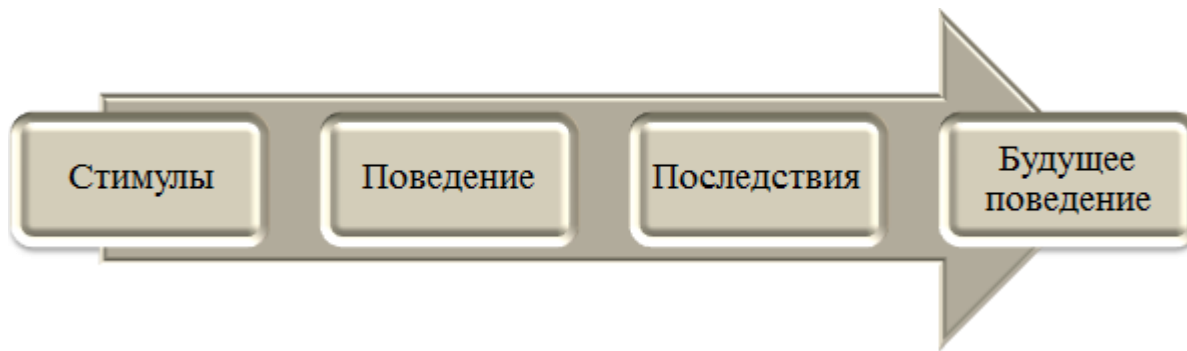 Стимулы
Поведение
Последствия
Будущее
поведение